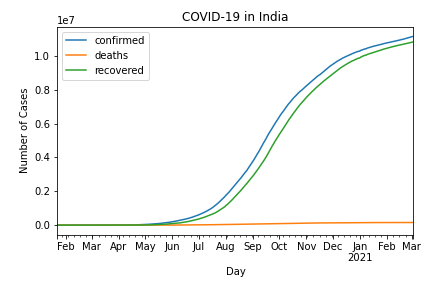 COVID-19 in India
1e7
confirmed
deaths
recovered
1.0
0.8
0.6
0.4
0.2
0.0
Number of Cases
Feb Mar Apr May Jun Jul Aug Sep Oct Nov Dec Jan Feb Mar
2021
Day